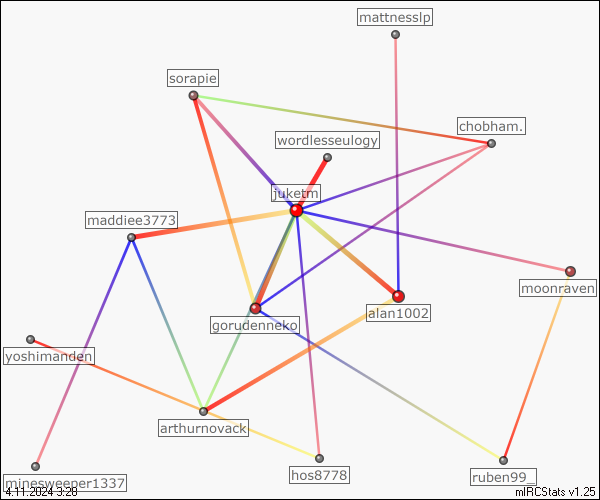 mattnesslp
sorapie
chobham.
wordlesseulogy
juketm
maddiee3773
moonraven
alan1002
gorudenneko
yoshimanden
arthurnovack
hos8778
ruben99_
minesweeper1337
4.11.2024 3:28
mIRCStats v1.25